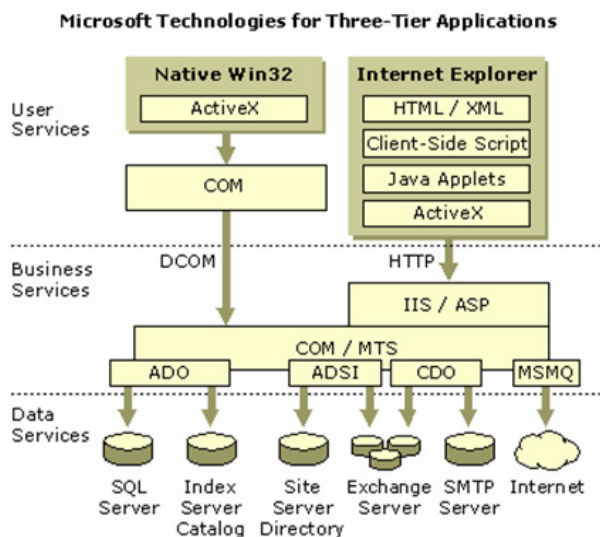 Microsoft Technologies for Three-Tier Applications
Native Win32
Internet Explorer
User
Services
ActiveX
HTML / XML
Client-Side Script
Java Applets
ActiveX
COM
Business
Services
DCOM
HTTP
IIS / ASP
COM / MTS
ADO
ADSI
CDO
MSMQ
Data
Services
SQL
Server
Index
Server
Catalog
Site
Server
Directory
Exchange
Server
SMTP
Server
Internet